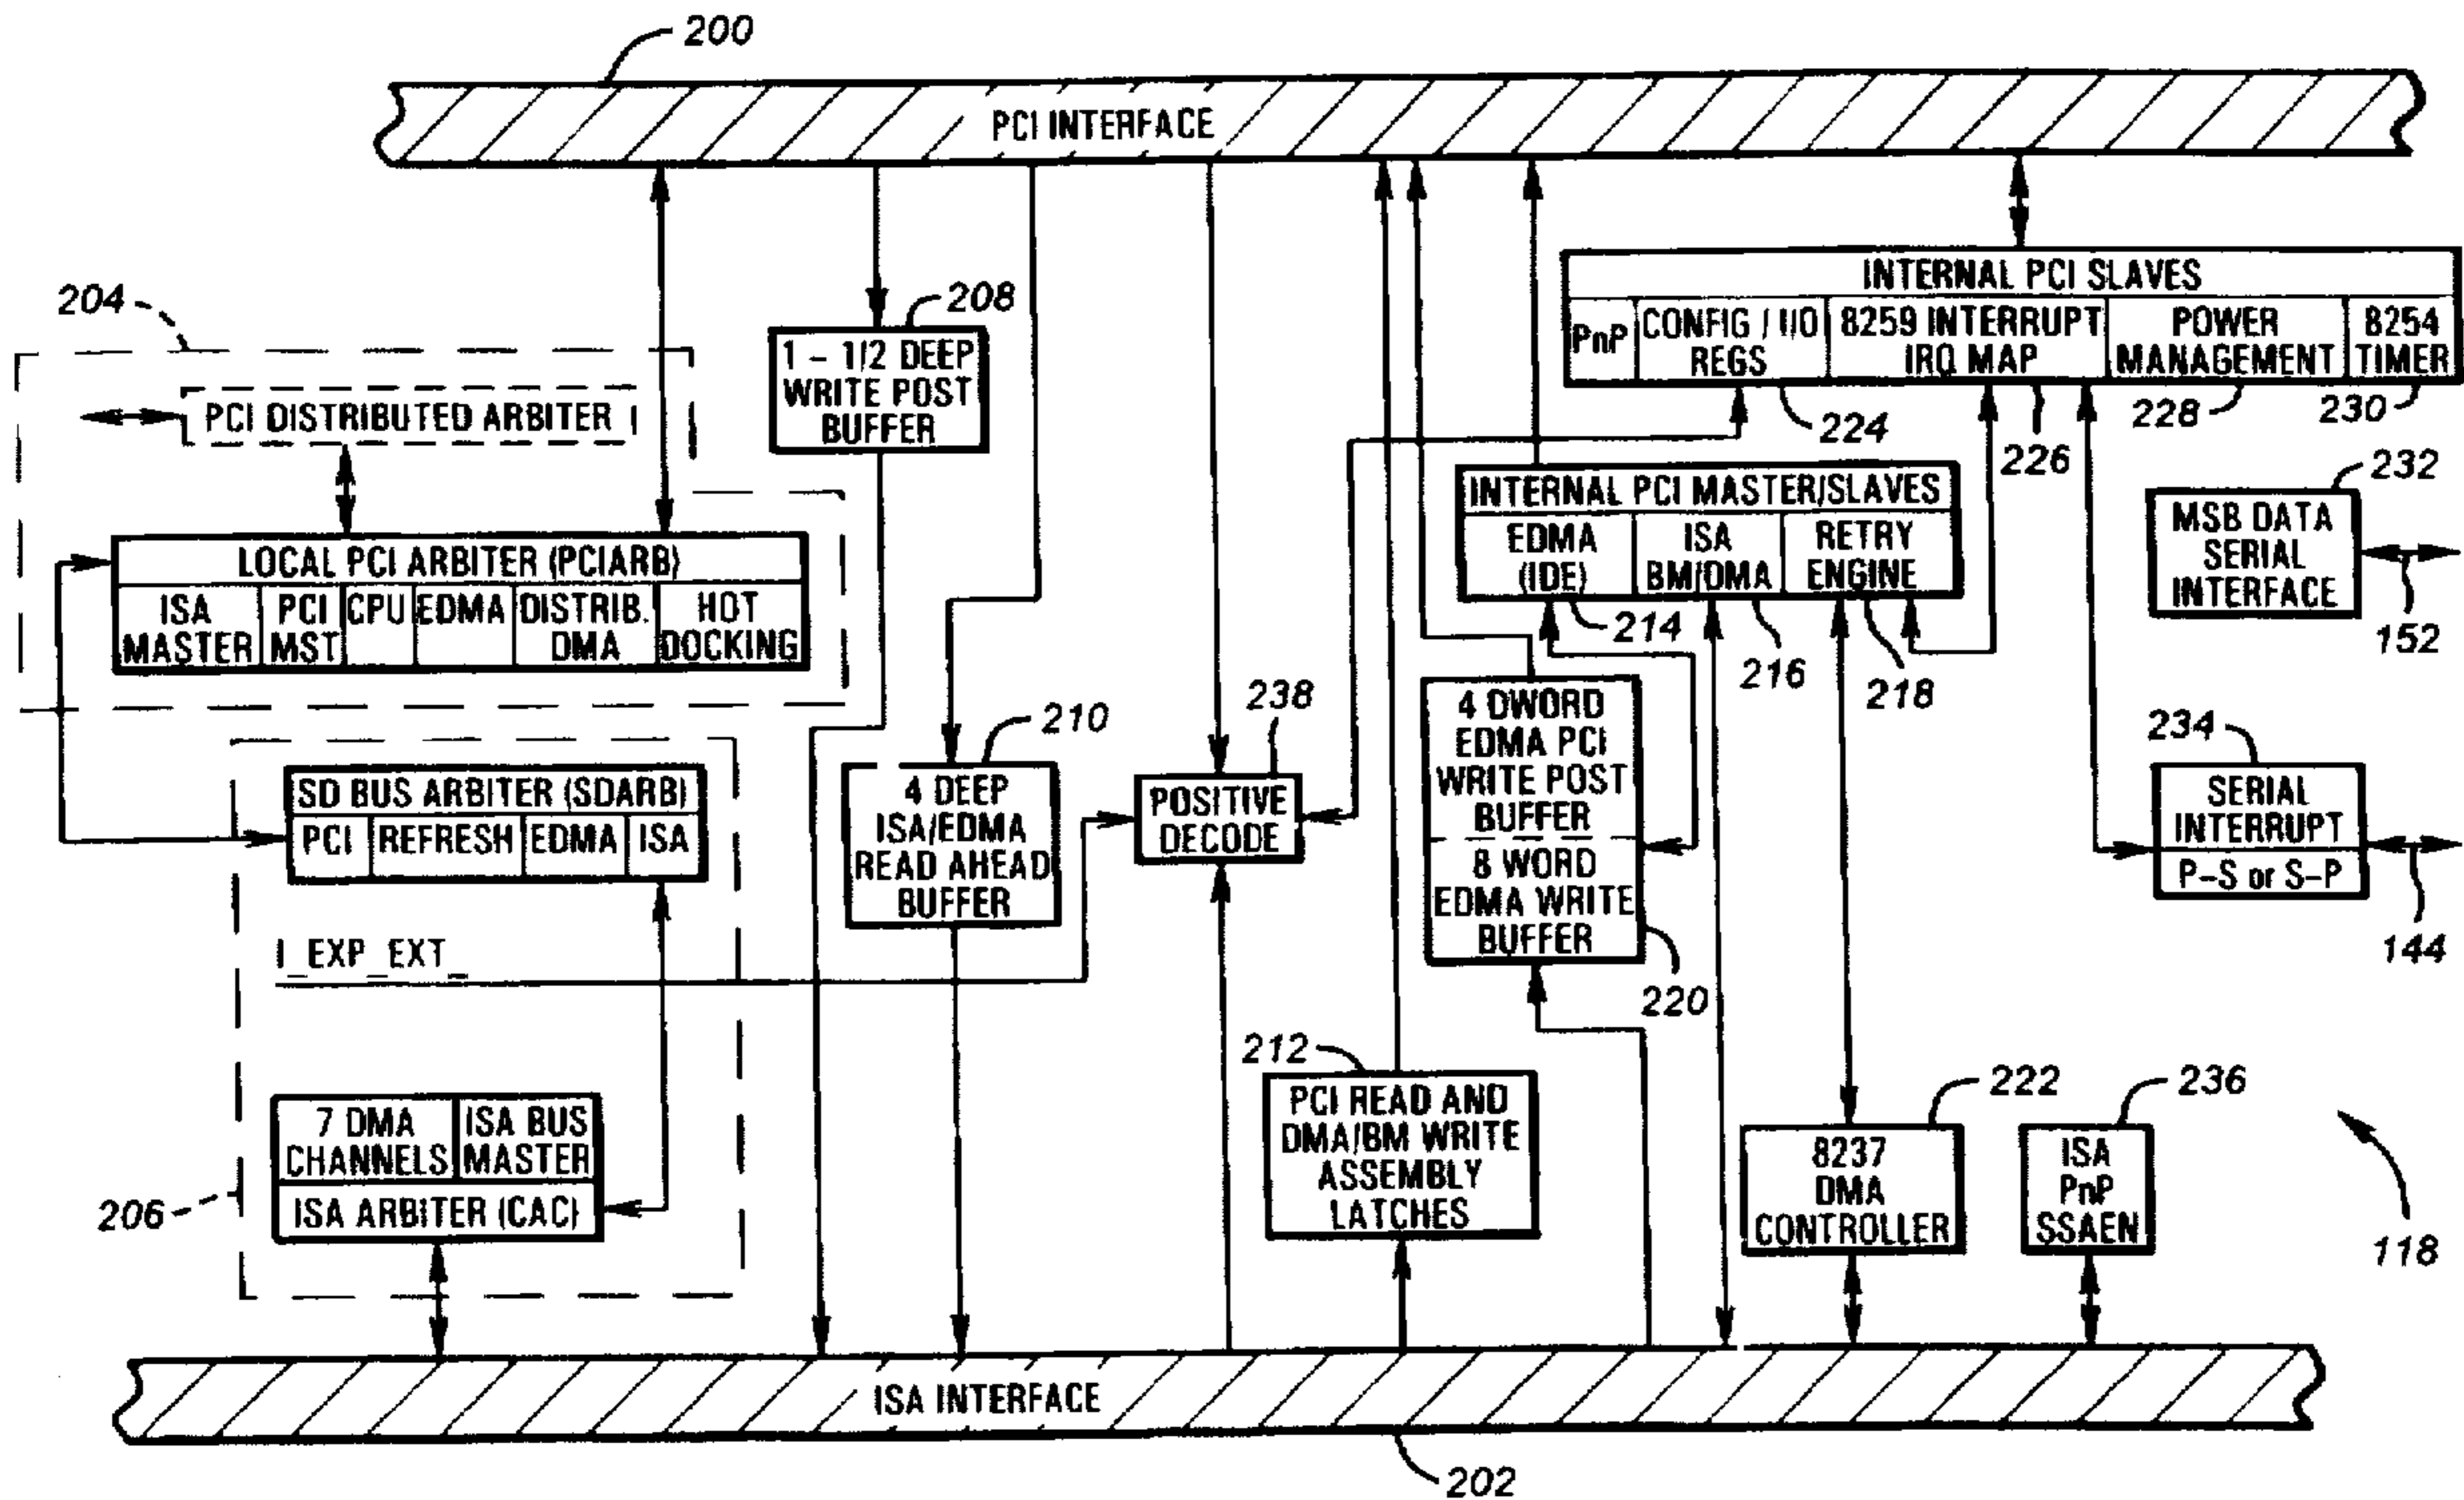 200
PCI INTERFACE
204
PCI DISTRIBUTED ARBITER
LOCAL PCI ARBITER (PCIARB)
ISA
MASTER
PCI
MST
CPU
EDMA
DISTRIB.
DMA
HOT
DOCKING
208
1 - 1/2 DEEP
WRITE POST
BUFFER
INTERNAL PCI SLAVES
PnP
CONFIG / I/O
REGS
8259 INTERRUPT
IRQ MAP
POWER
MANAGEMENT
8254
TIMER
224
226
228
230
INTERNAL PCI MASTER/SLAVES
EDMA
(IDE)
ISA
BM/DMA
RETRY
ENGINE
214
216
218
232
MSB DATA
SERIAL
INTERFACE
152
SD BUS ARBITER (SDARB)
PCI
REFRESH
EDMA
ISA
210
4 DEEP
ISA/EDMA
READ AHEAD
BUFFER
238
POSITIVE
DECODE
4 DWORD
EDMA PCI
WRITE POST
BUFFER
8 WORD
EDMA WRITE
BUFFER
220
234
SERIAL
INTERRUPT
P-S or S-P
144
I_EXP_EXT_
206
7 DMA
CHANNELS
ISA BUS
MASTER
ISA ARBITER (CAC)
212
PCI READ AND
DMA/BM WRITE
ASSEMBLY
LATCHES
222
8237
DMA
CONTROLLER
236
ISA
PnP
SSAEN
118
ISA INTERFACE
202